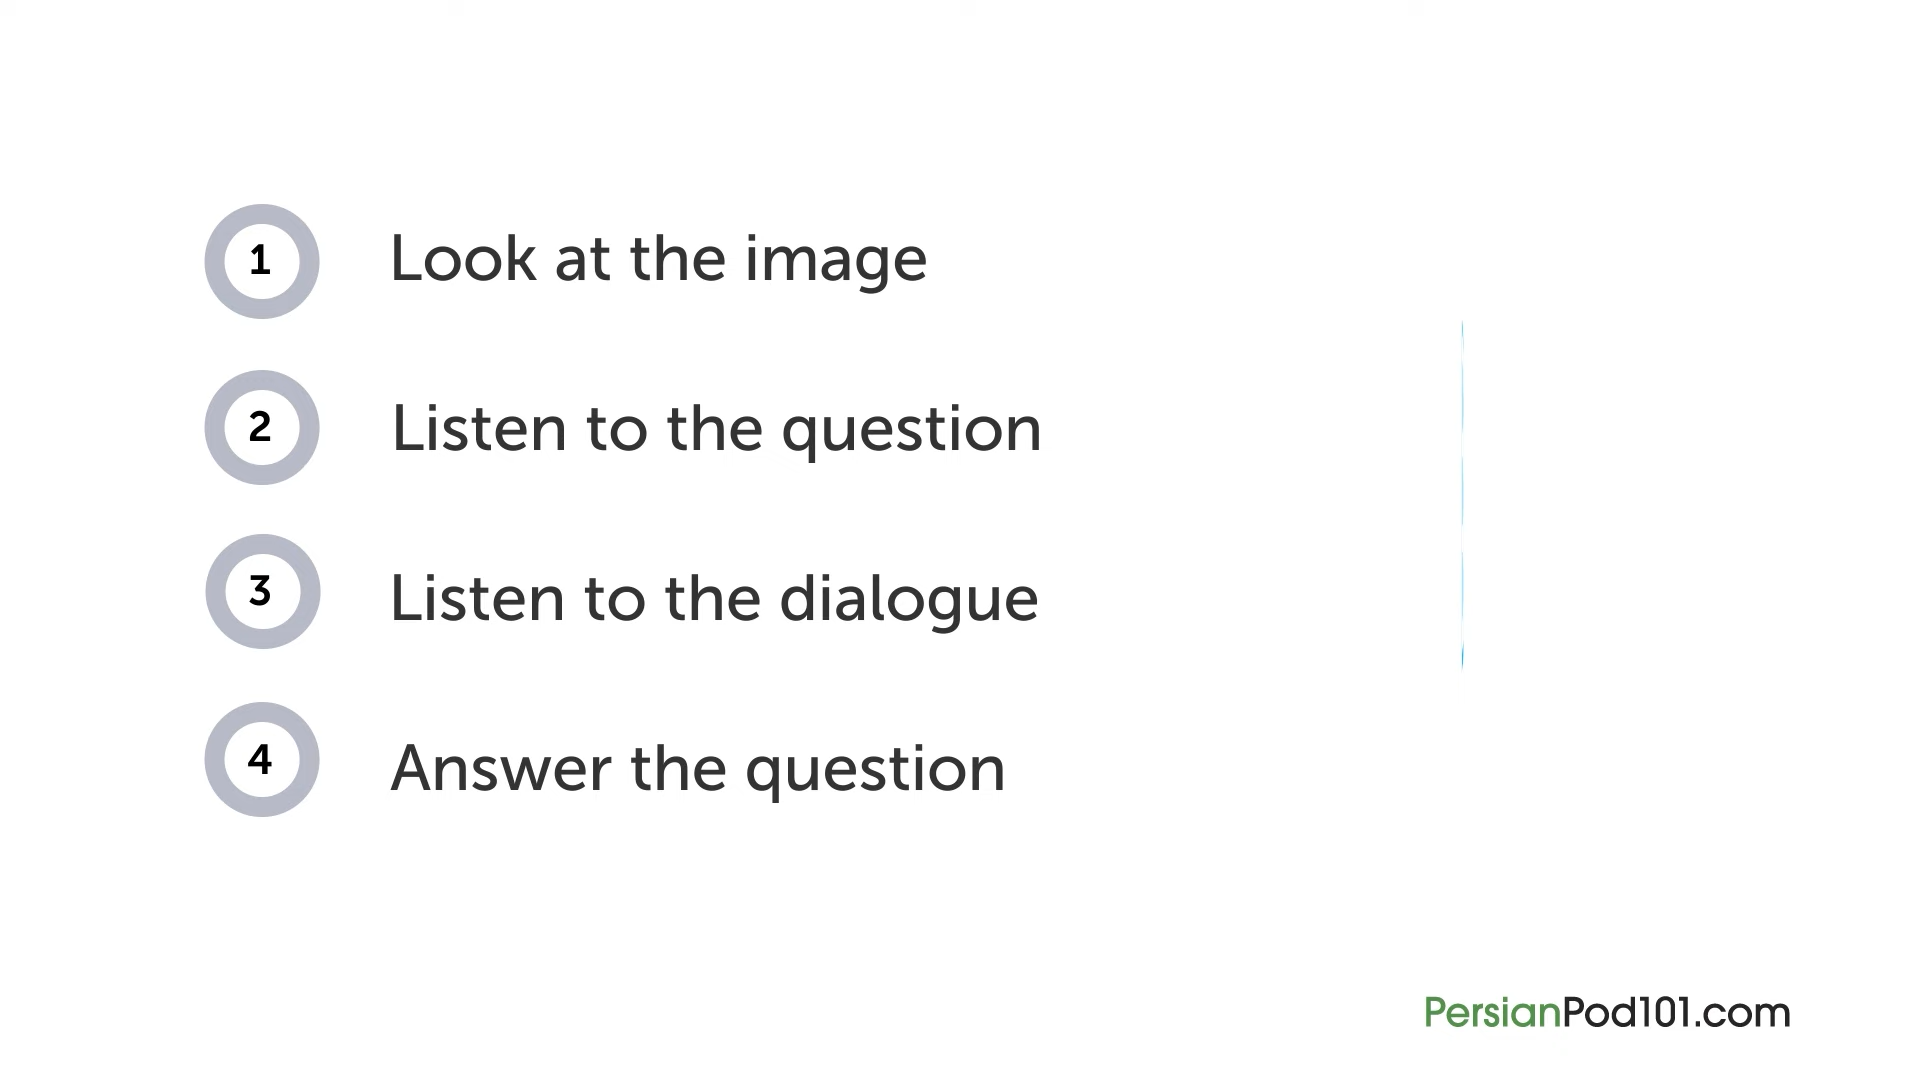 1 Look at the image
2 Listen to the question
3 Listen to the dialogue
4 Answer the question
PersianPod101.com